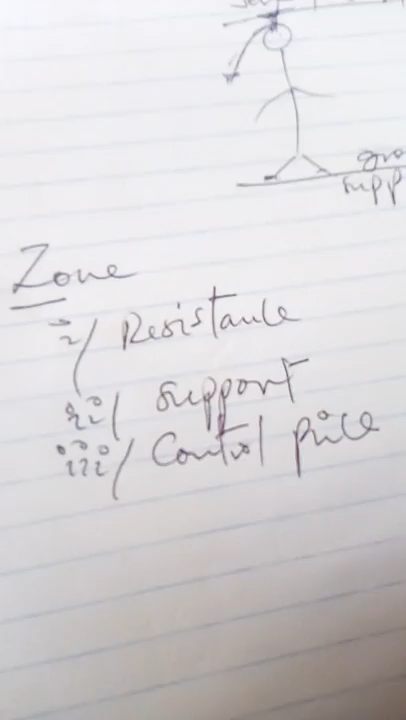 Zone
i/ Resistance
ii/ support
iii/ Control price